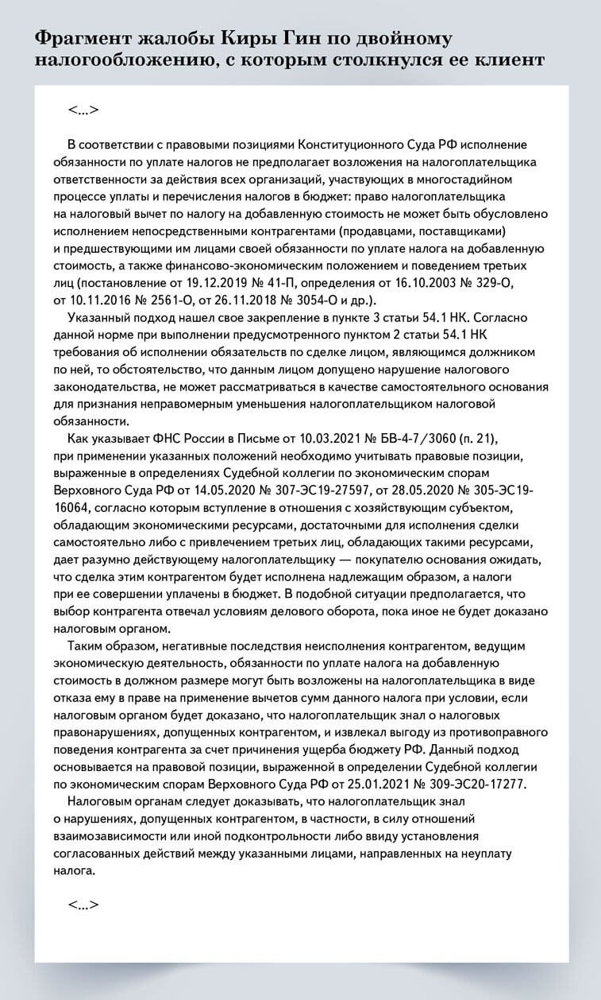 Фрагмент жалобы Киры Гин по двойному
налогообложению, с которым столкнулся ее клиент
<...>
В соответствии с правовыми позициями Конституционного Суда РФ исполнение
обязанности по уплате налогов не предполагает возложения на налогоплательщика
ответственности за действия всех организаций, участвующих в многостадийном
процессе уплаты и перечисления налогов в бюджет: право налогоплательщика
на налоговый вычет по налогу на добавленную стоимость не может быть обусловлено
исполнением непосредственными контрагентами (продавцами, поставщиками)
и предшествующими им лицами своей обязанности по уплате налога на добавленную
стоимость, а также финансово-экономическим положением и поведением третьих
лиц (постановление от 19.12.2019 № 41-П, определения от 16.10.2003 № 329-О,
от 10.11.2016 № 2561-О, от 26.11.2018 № 3054-О и др.).
Указанный подход нашел свое закрепление в пункте 3 статьи 54.1 НК. Согласно
данной норме при выполнении предусмотренного пунктом 2 статьи 54.1 НК
требования об исполнении обязательств по сделке лицом, являющимся должником
по ней, то обстоятельство, что данным лицом допущено нарушение налогового
законодательства, не может рассматриваться в качестве самостоятельного основания
для признания неправомерным уменьшения налогоплательщиком налоговой
обязанности.
Как указывает ФНС России в Письме от 10.03.2021 № БВ-4-7/3060 (п. 21),
при применении указанных положений необходимо учитывать правовые позиции,
выраженные в определениях Судебной коллегии по экономическим спорам
Верховного Суда РФ от 14.05.2020 № 307-ЭС19-27597, от 28.05.2020 № 305-ЭС19-
16064, согласно которым вступление в отношения с хозяйствующим субъектом,
обладающим экономическими ресурсами, достаточными для исполнения сделки
самостоятельно либо с привлечением третьих лиц, обладающих такими ресурсами,
дает разумно действующему налогоплательщику — покупателю основания ожидать,
что сделка этим контрагентом будет исполнена надлежащим образом, а налоги
при ее совершении уплачены в бюджет. В подобной ситуации предполагается, что
выбор контрагента отвечал условиям делового оборота, пока иное не будет доказано
налоговым органом.
Таким образом, негативные последствия неисполнения контрагентом, ведущим
экономическую деятельность, обязанности по уплате налога на добавленную
стоимость в должном размере могут быть возложены на налогоплательщика в виде
отказа ему в праве на применение вычетов сумм данного налога при условии, если
налоговым органом будет доказано, что налогоплательщик знал о налоговых
правонарушениях, допущенных контрагентом, и извлекал выгоду из противоправного
поведения контрагента за счет причинения ущерба бюджету РФ. Данный подход
основывается на правовой позиции, выраженной в определении Судебной коллегии
по экономическим спорам Верховного Суда РФ от 25.01.2021 № 309-ЭС20-17277.
Налоговым органам следует доказывать, что налогоплательщик знал
о нарушениях, допущенных контрагентом, в частности, в силу отношений
взаимозависимости или иной подконтрольности либо ввиду установления
согласованных действий между указанными лицами, направленных на неуплату
налога.
<...>